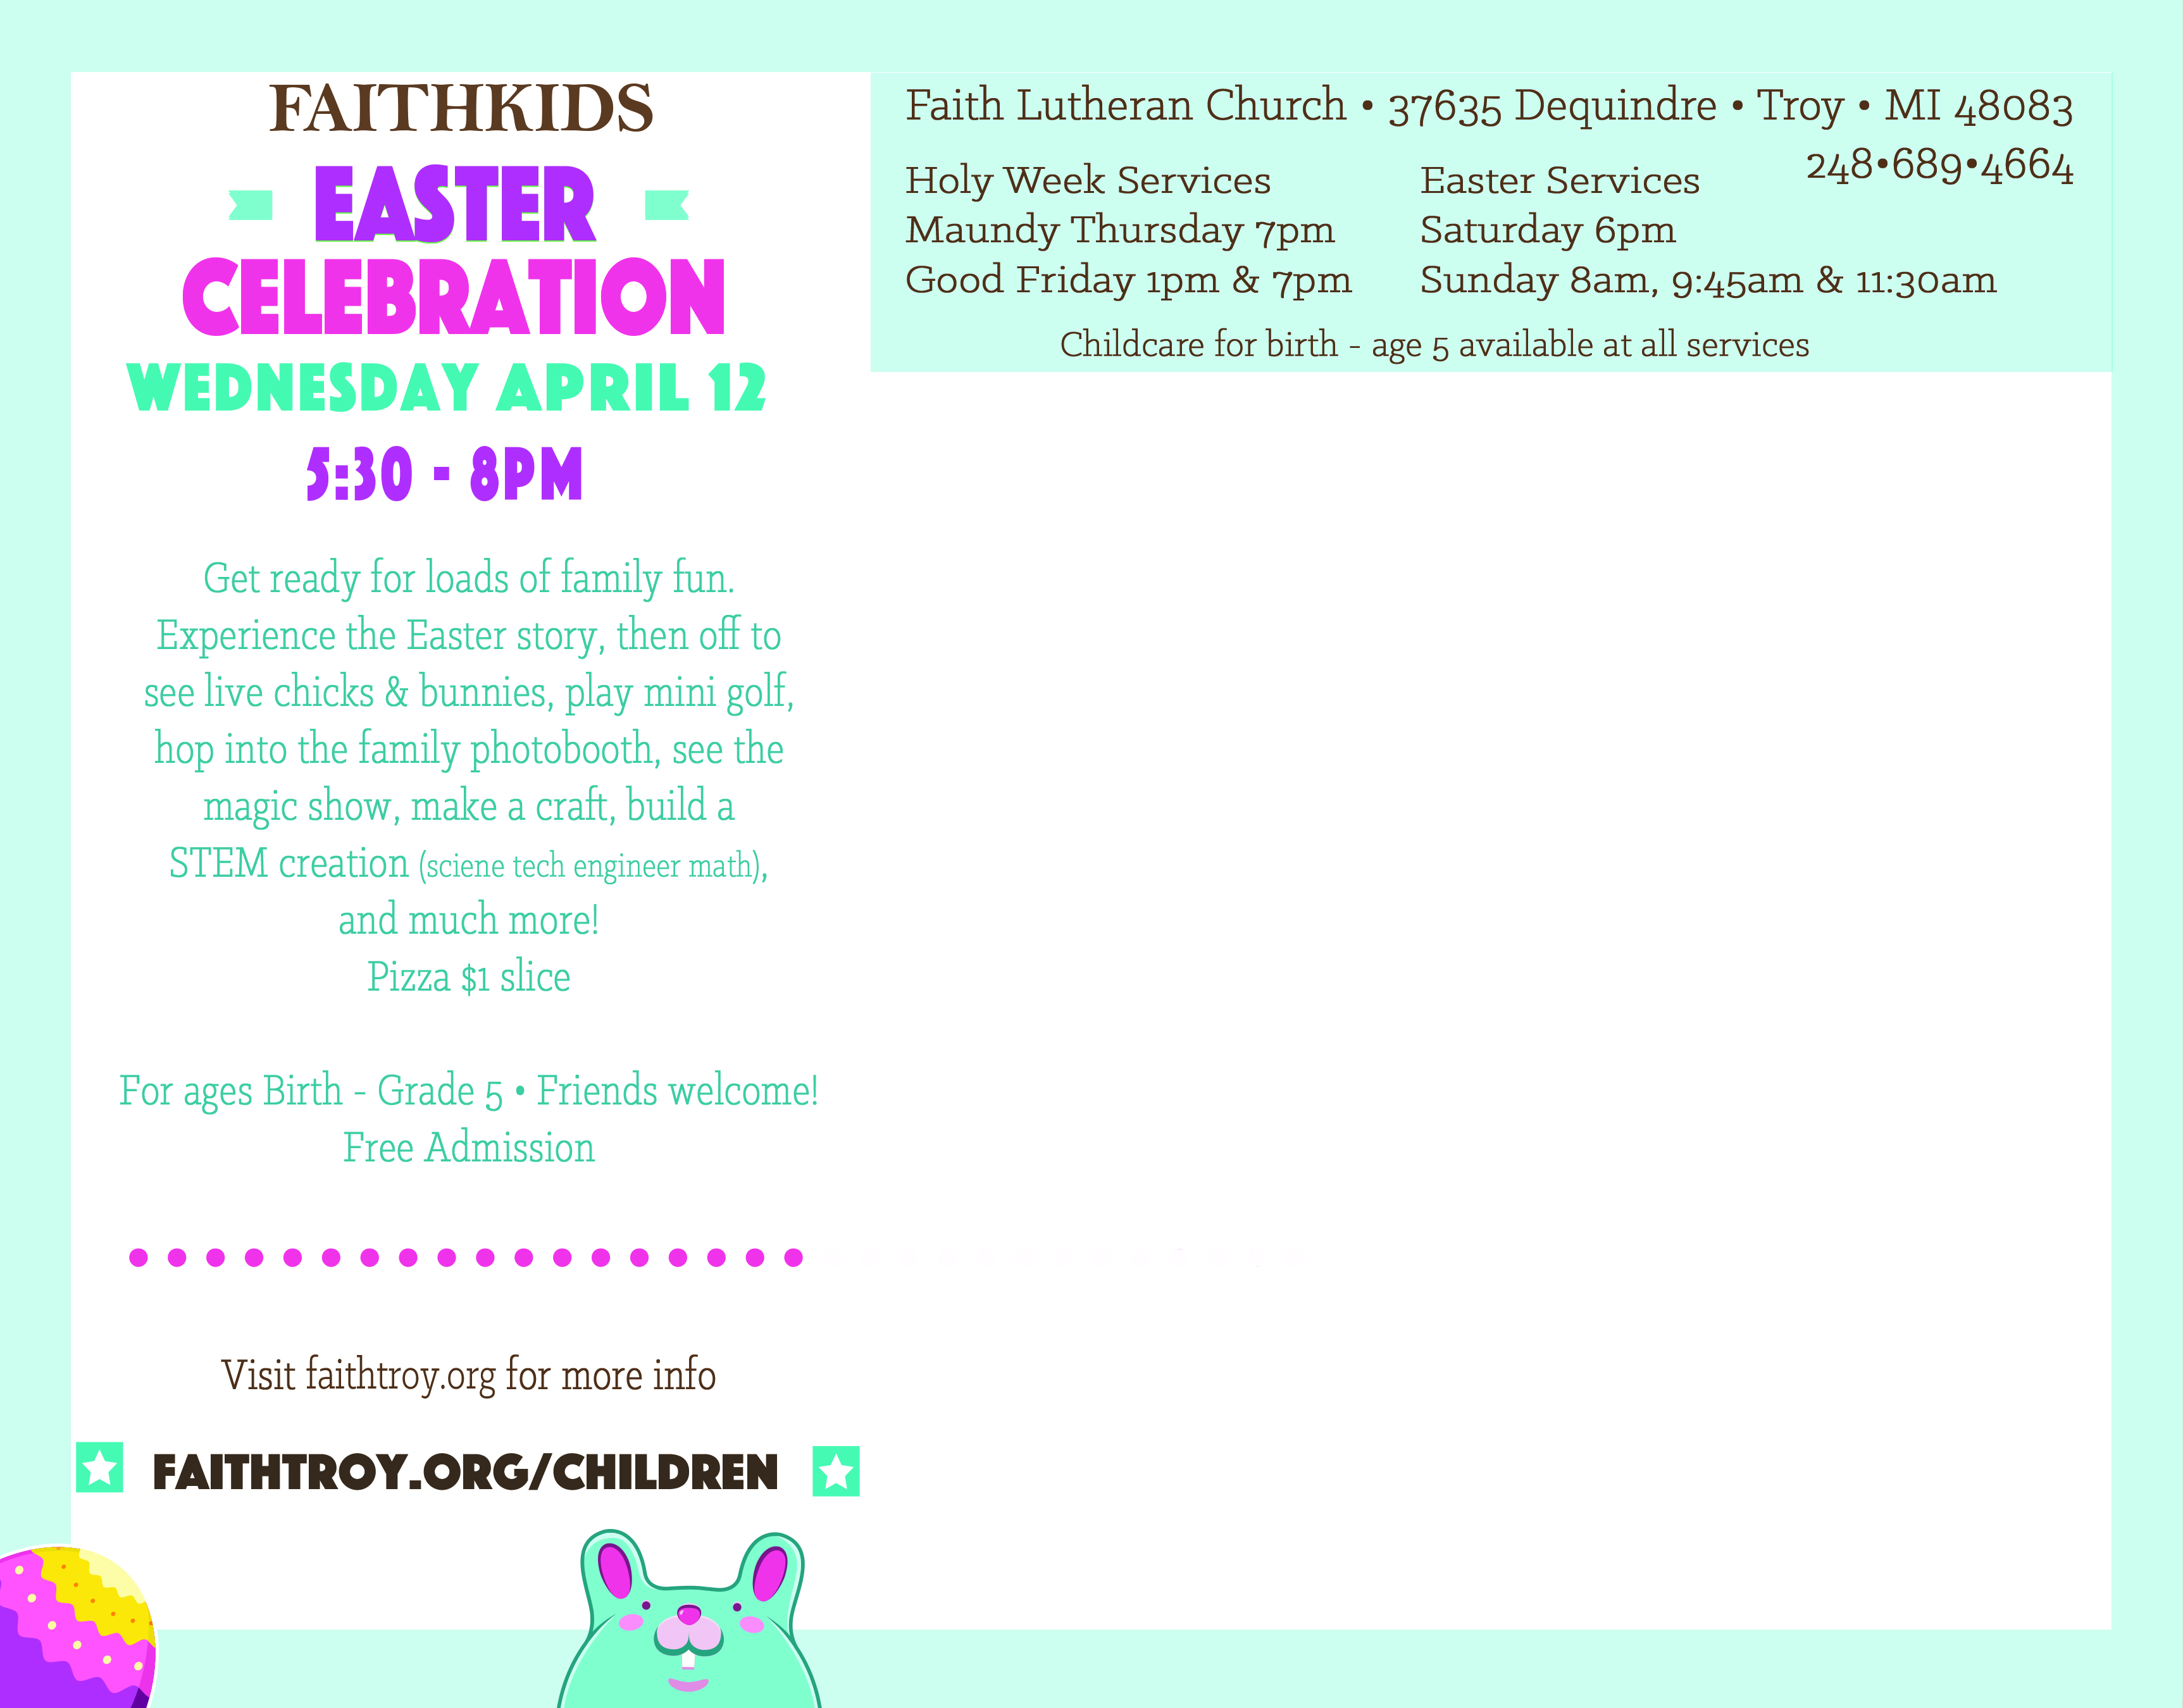 FAITHKIDS
EASTER
CELEBRATION
WEDNESDAY APRIL 12
5:30 - 8PM
Get ready for loads of family fun.
Experience the Easter story, then off to
see live chicks & bunnies, play mini golf,
hop into the family photobooth, see the
magic show, make a craft, build a
STEM creation (sciene tech engineer math),
and much more!
Pizza $1 slice
For ages Birth - Grade 5 • Friends welcome!
Free Admission
Visit faithtroy.org for more info
FAITHTROY.ORG/CHILDREN
Faith Lutheran Church • 37635 Dequindre • Troy • MI 48083
248•689•4664
Holy Week Services
Maundy Thursday 7pm
Good Friday 1pm & 7pm
Easter Services
Saturday 6pm
Sunday 8am, 9:45am & 11:30am
Childcare for birth - age 5 available at all services